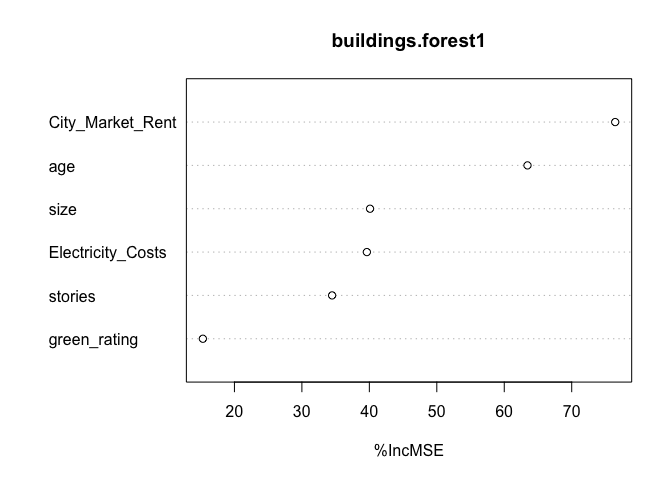 buildings.forest1
City_Market_Rent
age
size
Electricity_Costs
stories
green_rating
20 30 40 50 60 70
%IncMSE